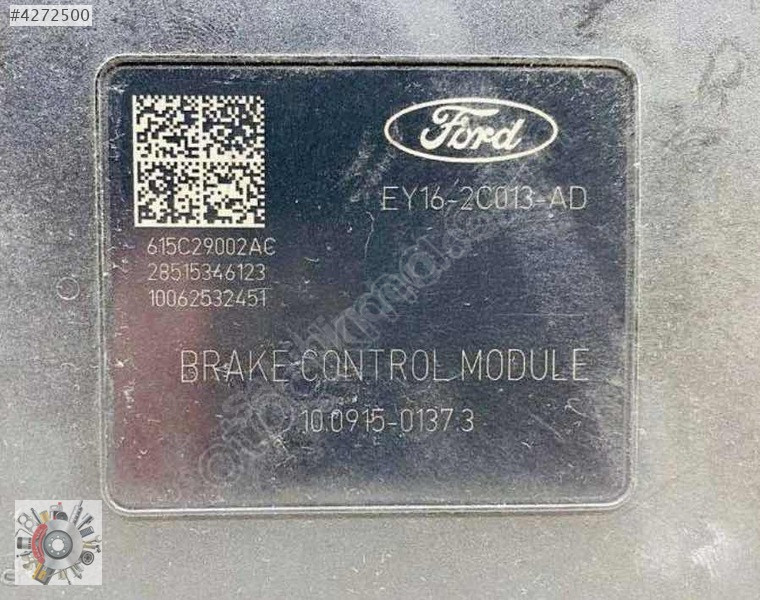 #4272500
Ford
EY16-2C013-AD
615C29002AC
28515346123
10062532451
BRAKE CONTROL MODULE
10.0915-0137.3